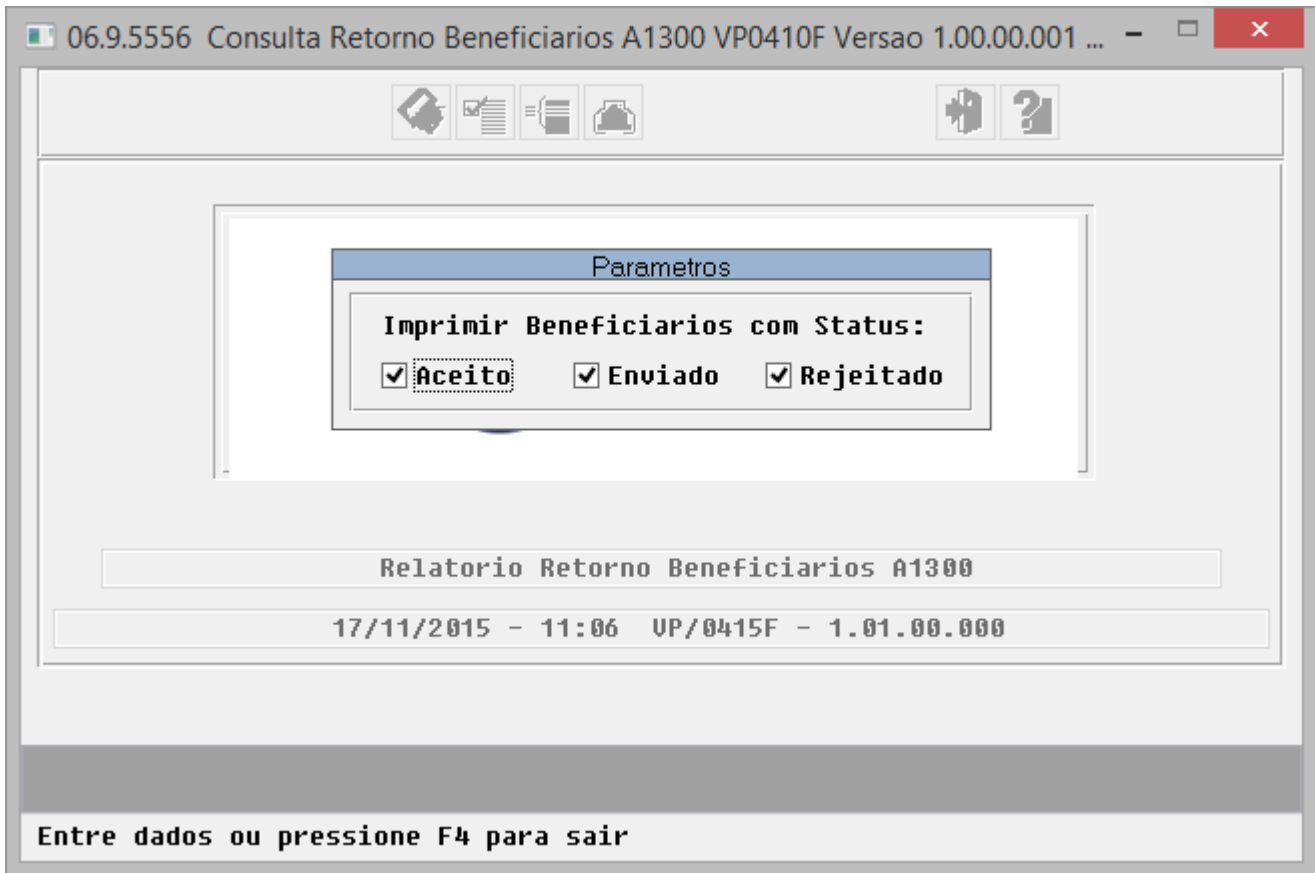 06.9.5556 Consulta Retorno Beneficiarios A1300 VP0410F Versao 1.00.00.001 ...
Parametros
Imprimir Beneficiarios com Status:
Aceito Enviado Rejeitado
Relatorio Retorno Beneficiarios A1300
17/11/2015 - 11:06 VP/0415F - 1.01.00.000
Entre dados ou pressione F4 para sair